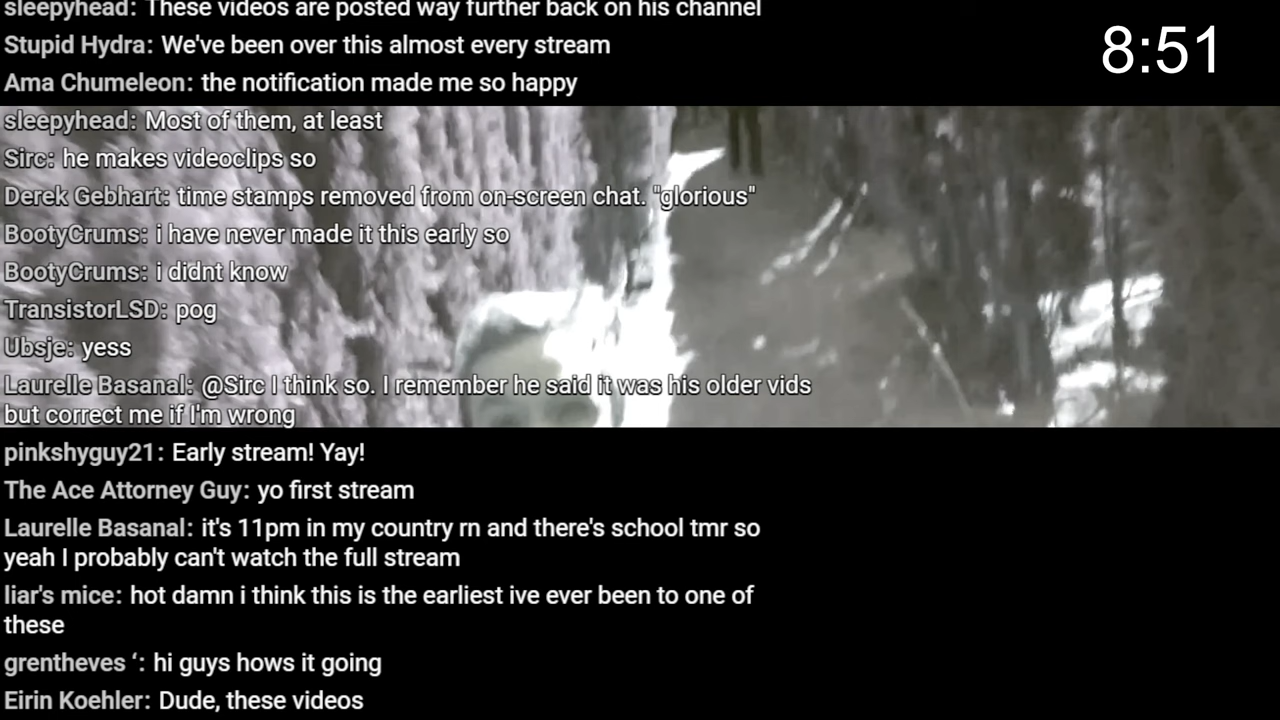 sleepyhead: These videos are posted way further back on his channel
8:51
Stupid Hydra: We've been over this almost every stream
Ama Chumeleon: the notification made me so happy
sleepyhead: Most of them, at least
Sirc: he makes videoclips so
Derek Gebhart: time stamps removed from on-screen chat. "glorious"
BootyCrums: i have never made it this early so
BootyCrums: i didnt know
TransistorLSD: pog
Ubsje: yess
Laurelle Basanal: @Sirc I think so. I remember he said it was his older vids
but correct me if I'm wrong
pinkshyguy21: Early stream! Yay!
The Ace Attorney Guy: yo first stream
Laurelle Basanal: it's 11pm in my country rn and there's school tmr so
yeah I probably can't watch the full stream
liar's mice: hot damn i think this is the earliest ive ever been to one of
these
grentheves ‘: hi guys hows it going
Eirin Koehler: Dude, these videos